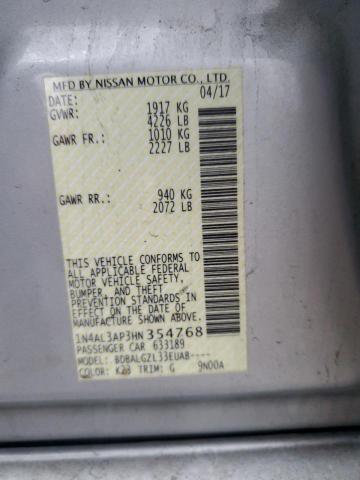 MFD BY NISSAN MOTOR CO., LTD.
DATE: 04/17
GVWR: 1917 KG
4226 LB
GAWR FR.: 1010 KG
2227 LB
GAWR RR.: 940 KG
2072 LB
THIS VEHICLE CONFORMS TO
ALL APPLICABLE FEDERAL
MOTOR VEHICLE SAFETY,
BUMPER, AND THEFT
PREVENTION STANDARDS
IN EFFECT ON THE DATE
OF MANUFACTURE SHOWN
ABOVE.
1N4AL3AP3HN354768
PASSENGER CAR 633189
MODEL: BDBALGZL33EUAB----
COLOR: K23 TRIM: G 9N00A